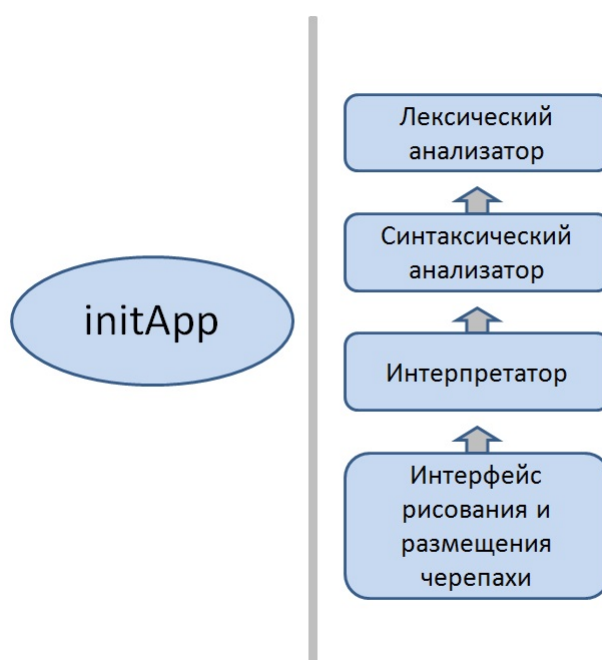 initApp
Лексический
анализатор
Синтаксический
анализатор
Интерпретатор
Интерфейс
рисования и
размещения
черепахи